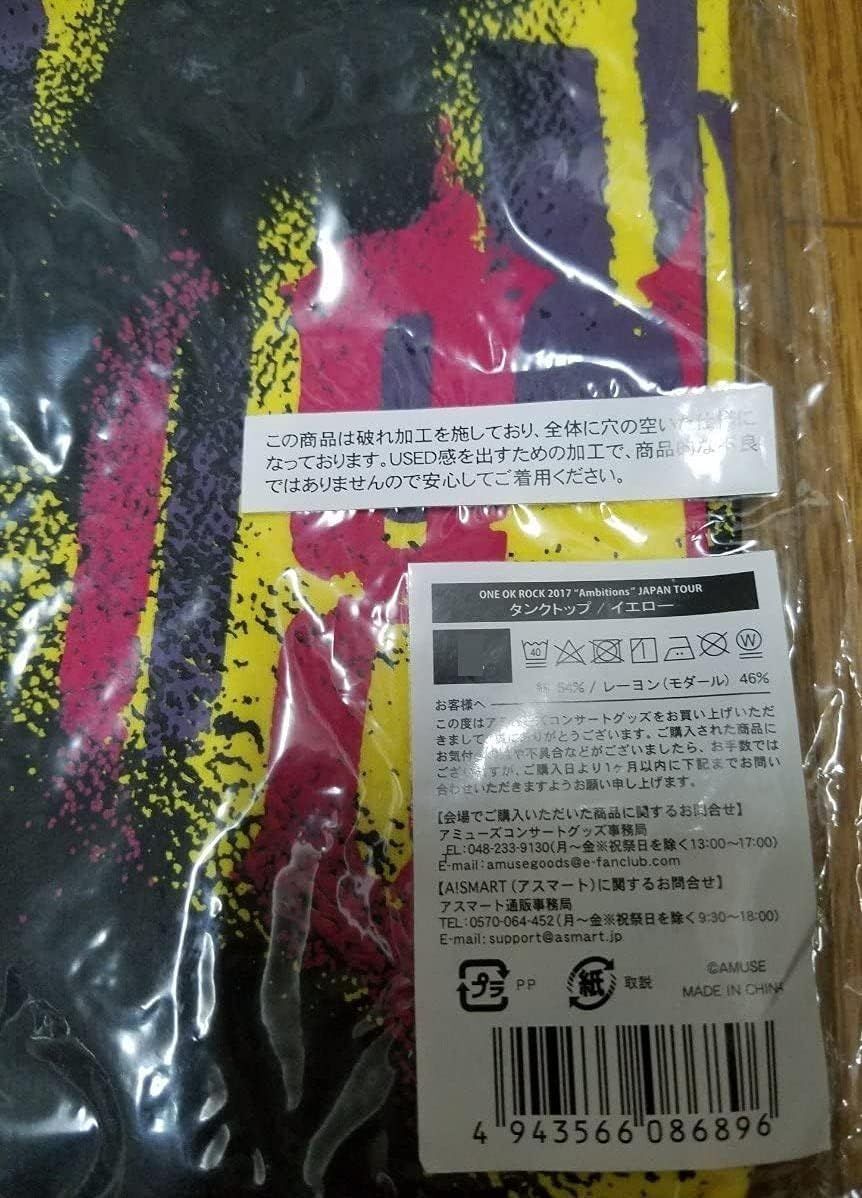 この商品は破れ加工を施しており、全体に穴の空いた仕様に
なっております。USED感を出すための加工で、商品的な不良
ではありませんので安心してご着用ください。
ONE OK ROCK 2017 "Ambitions" JAPAN TOUR
タンクトップ / イエロー
40 W
54% / レーヨン(モダール) 46%
お客様へ
この度はアミューズコンサートグッズをお買い上げいただ
きまして、誠にありがとうございます。ご購入された商品に
お気付きの点や不具合などがございましたら、お手数では
ございますが、ご購入日より1ヶ月以内に下記までお問い
合わせいただきますようお願い申し上げます。
【会場でご購入いただいた商品に関するお問合せ】
アミューズコンサートグッズ事務局
TEL:048-233-9130(月〜金※祝祭日を除く13:00〜17:00)
E-mail:amusegoods@e-fanclub.com
【A!SMART(アスマート)に関するお問合せ】
アスマート通販事務局
TEL:0570-064-452(月〜金※祝祭日を除く9:30〜18:00)
E-mail:support@asmart.jp
プラ PP 紙 取説
©AMUSE
MADE IN CHINA
4 943566 086896